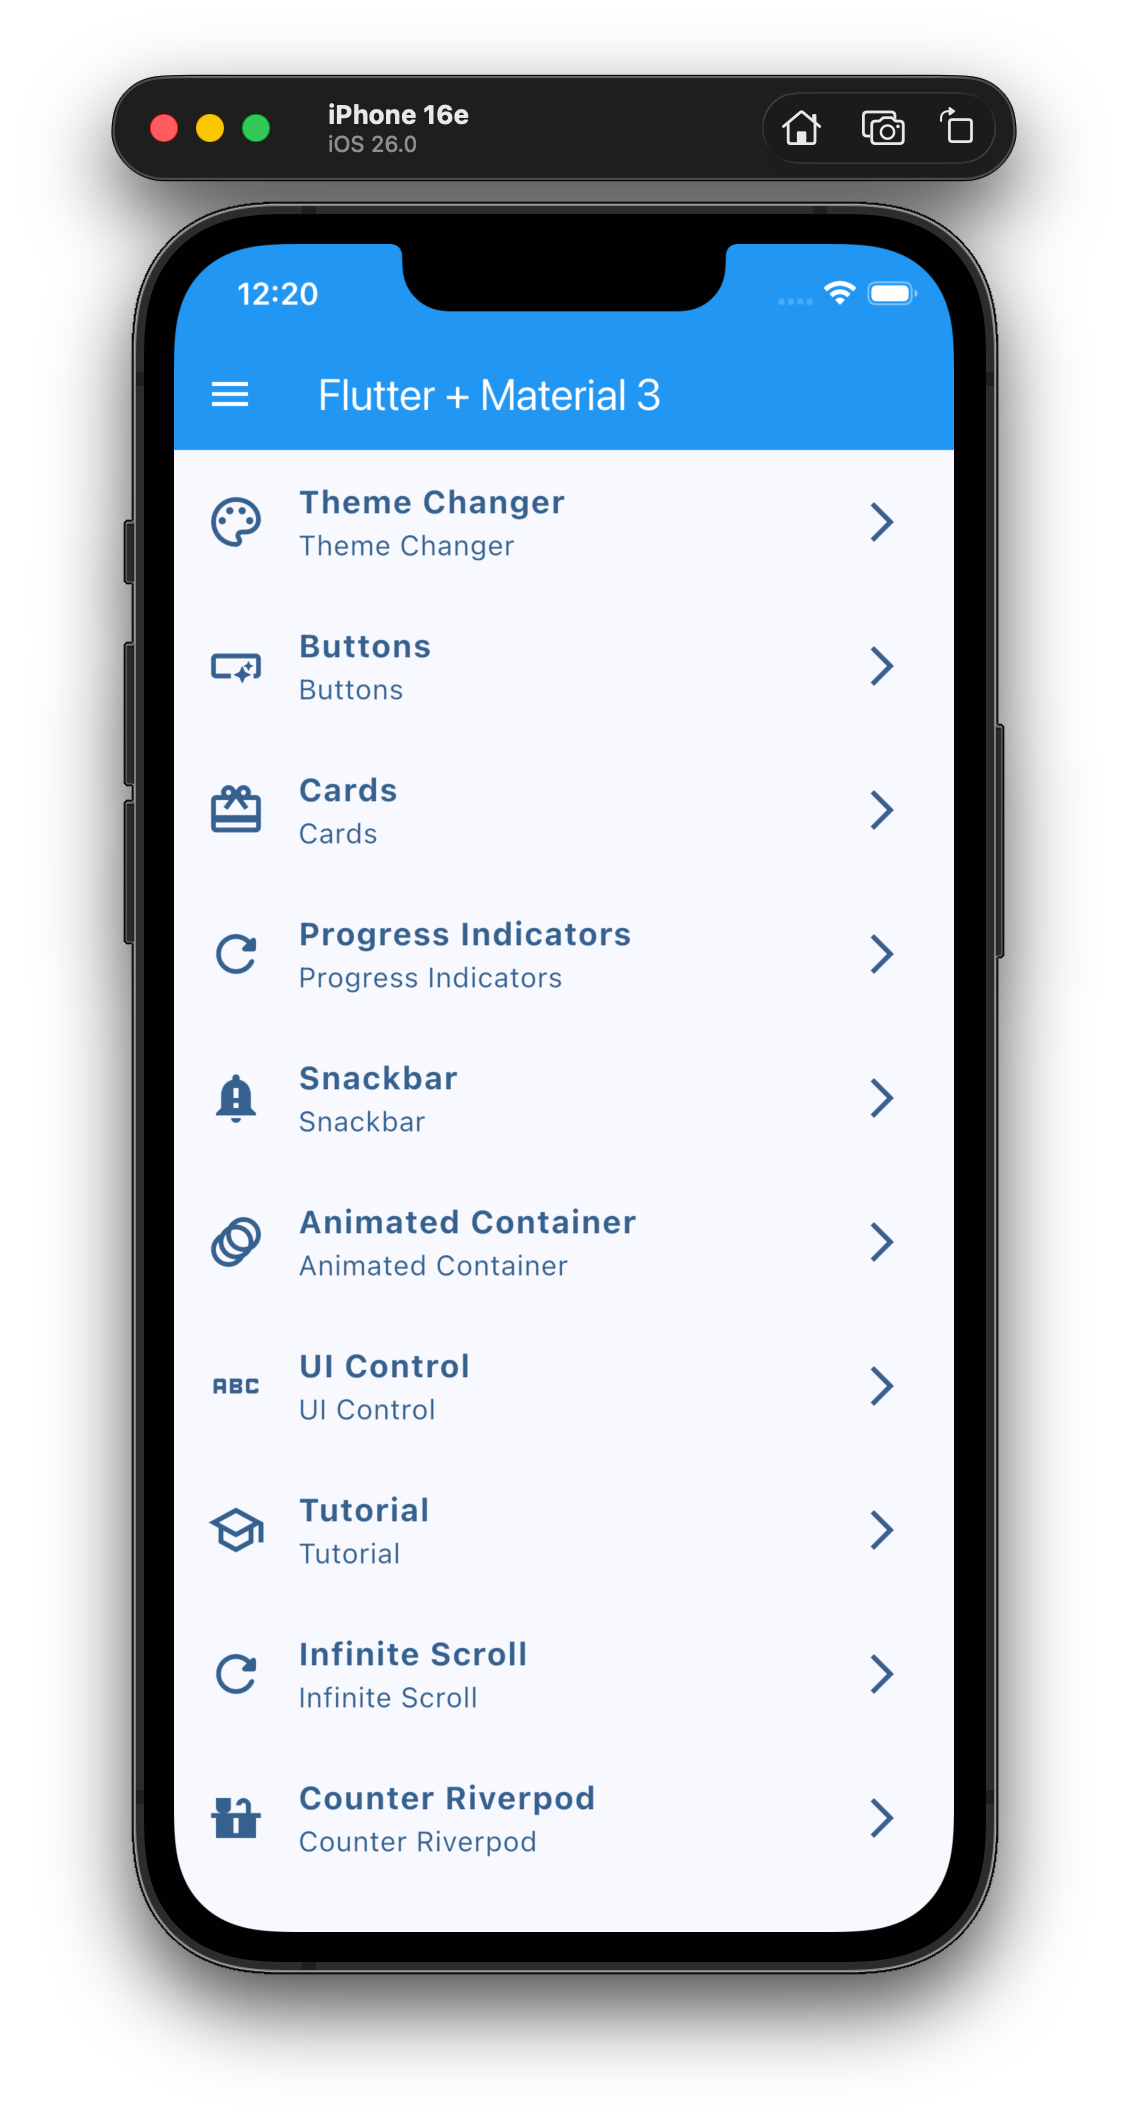 iPhone 16e
iOS 26.0
12:20
Flutter + Material 3
Theme Changer
Theme Changer
Buttons
Buttons
Cards
Cards
Progress Indicators
Progress Indicators
Snackbar
Snackbar
Animated Container
Animated Container
ABC
UI Control
UI Control
Tutorial
Tutorial
Infinite Scroll
Infinite Scroll
Counter Riverpod
Counter Riverpod